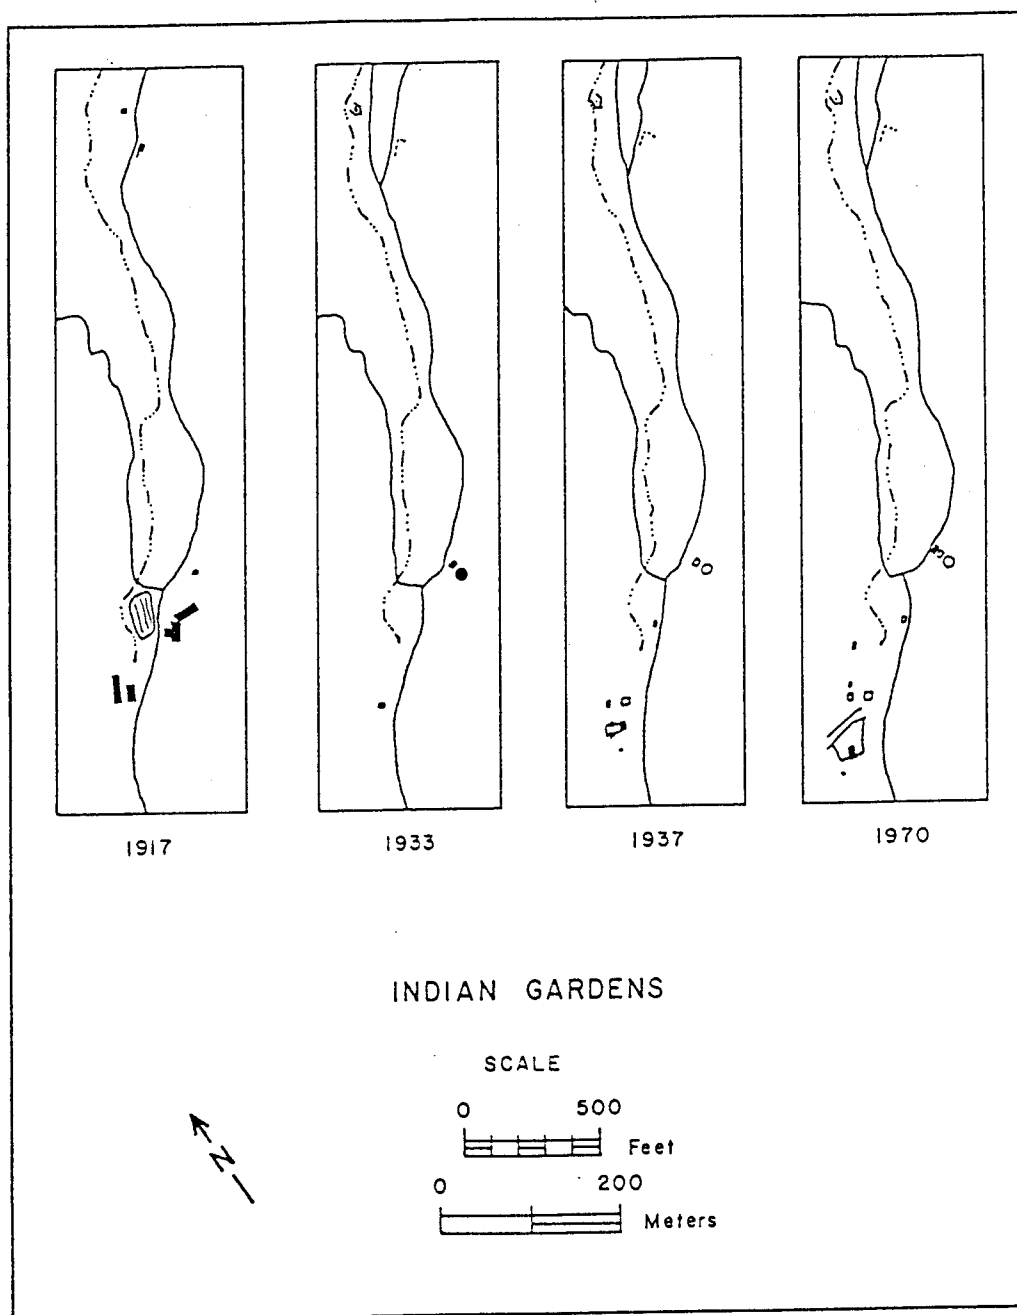 1917 1933 1937 1970
INDIAN GARDENS
SCALE
0 500
Feet
0 200
Meters
N